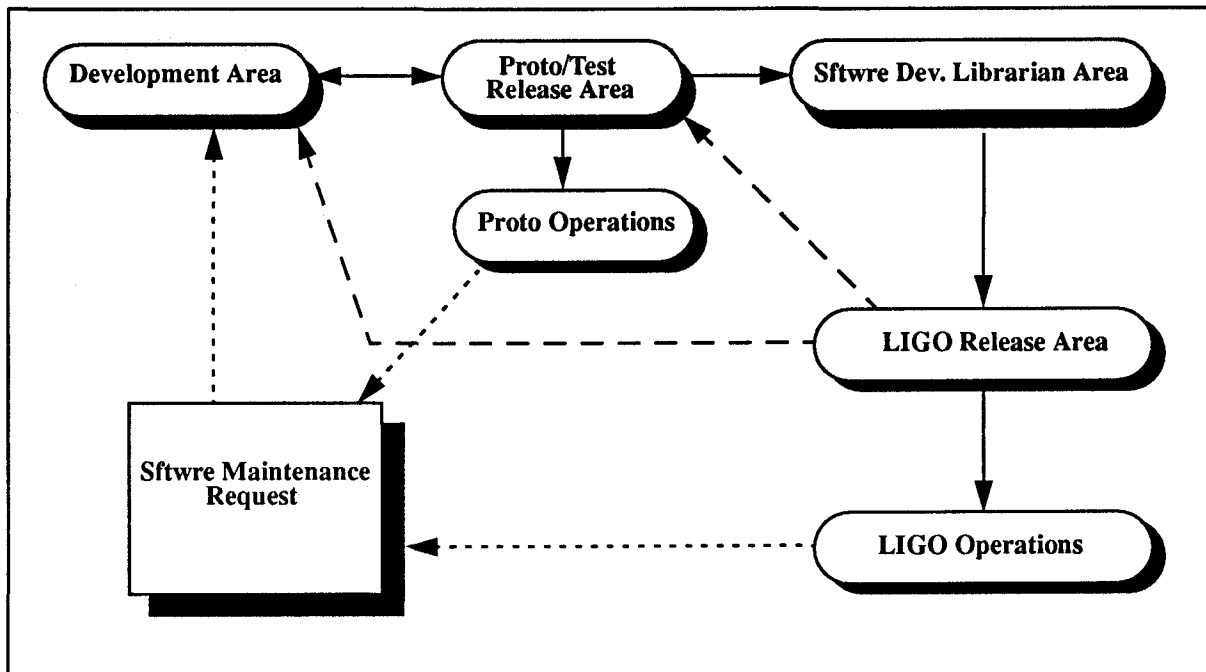 Development Area
Proto/Test
Release Area
Sftwre Dev. Librarian Area
Proto Operations
LIGO Release Area
Sftwre Maintenance
Request
LIGO Operations